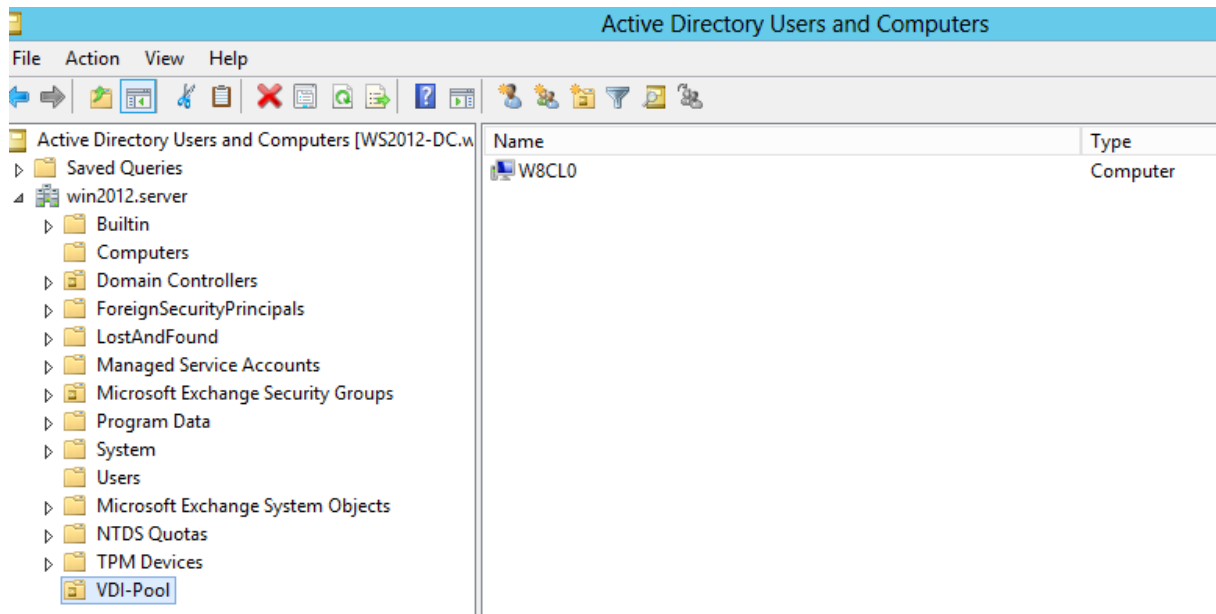 Active Directory Users and Computers
File Action View Help
Active Directory Users and Computers [WS2012-DC.w
Name Type
Saved Queries
W8CL0 Computer
win2012.server
Builtin
Computers
Domain Controllers
ForeignSecurityPrincipals
LostAndFound
Managed Service Accounts
Microsoft Exchange Security Groups
Program Data
System
Users
Microsoft Exchange System Objects
NTDS Quotas
TPM Devices
VDI-Pool